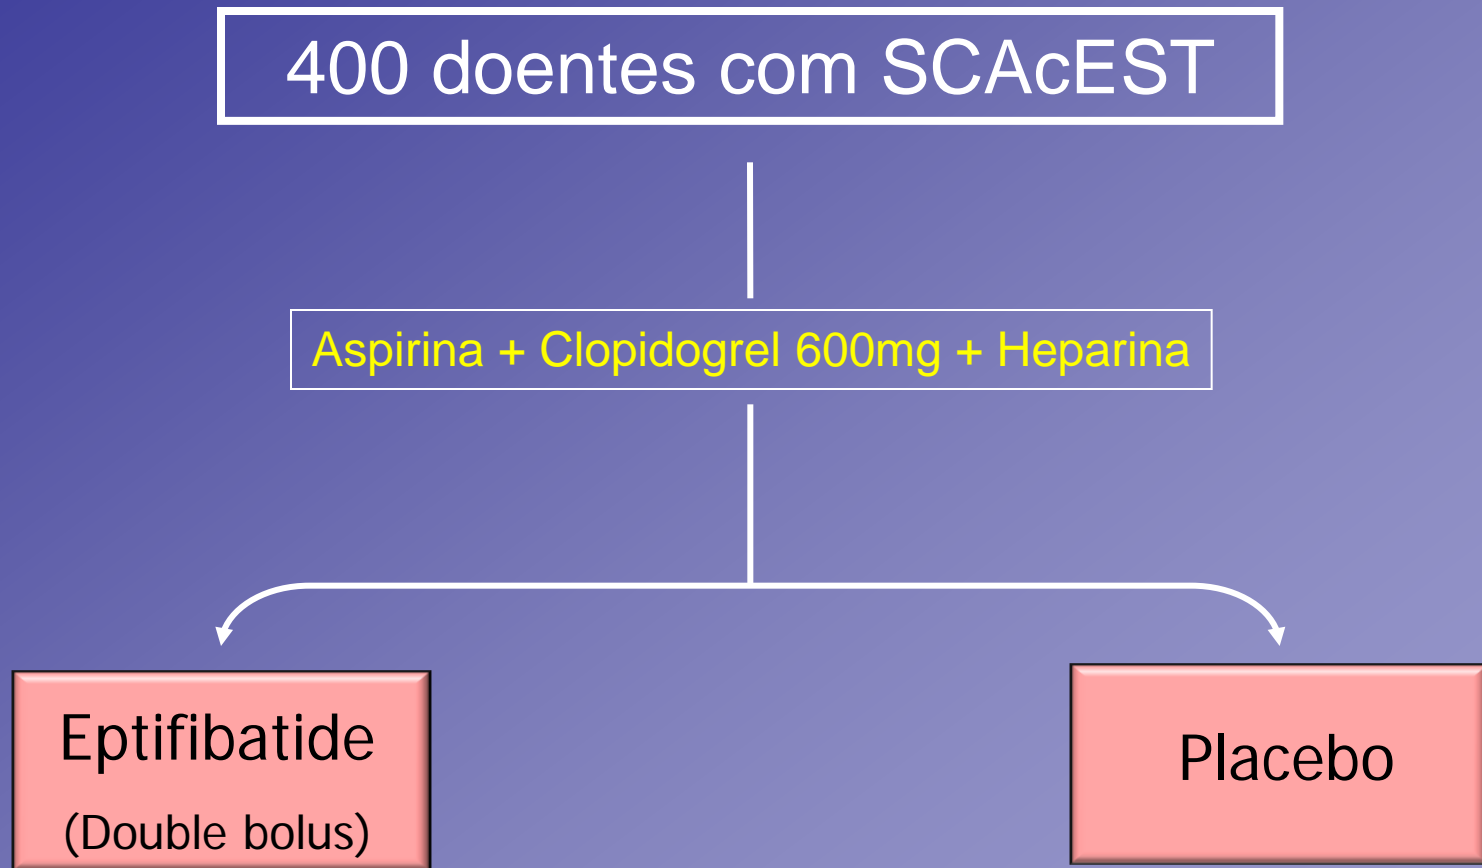 400 doentes com SCAcEST
Aspirina + Clopidogrel 600mg + Heparina
Eptifibatide
(Double bolus)
Placebo